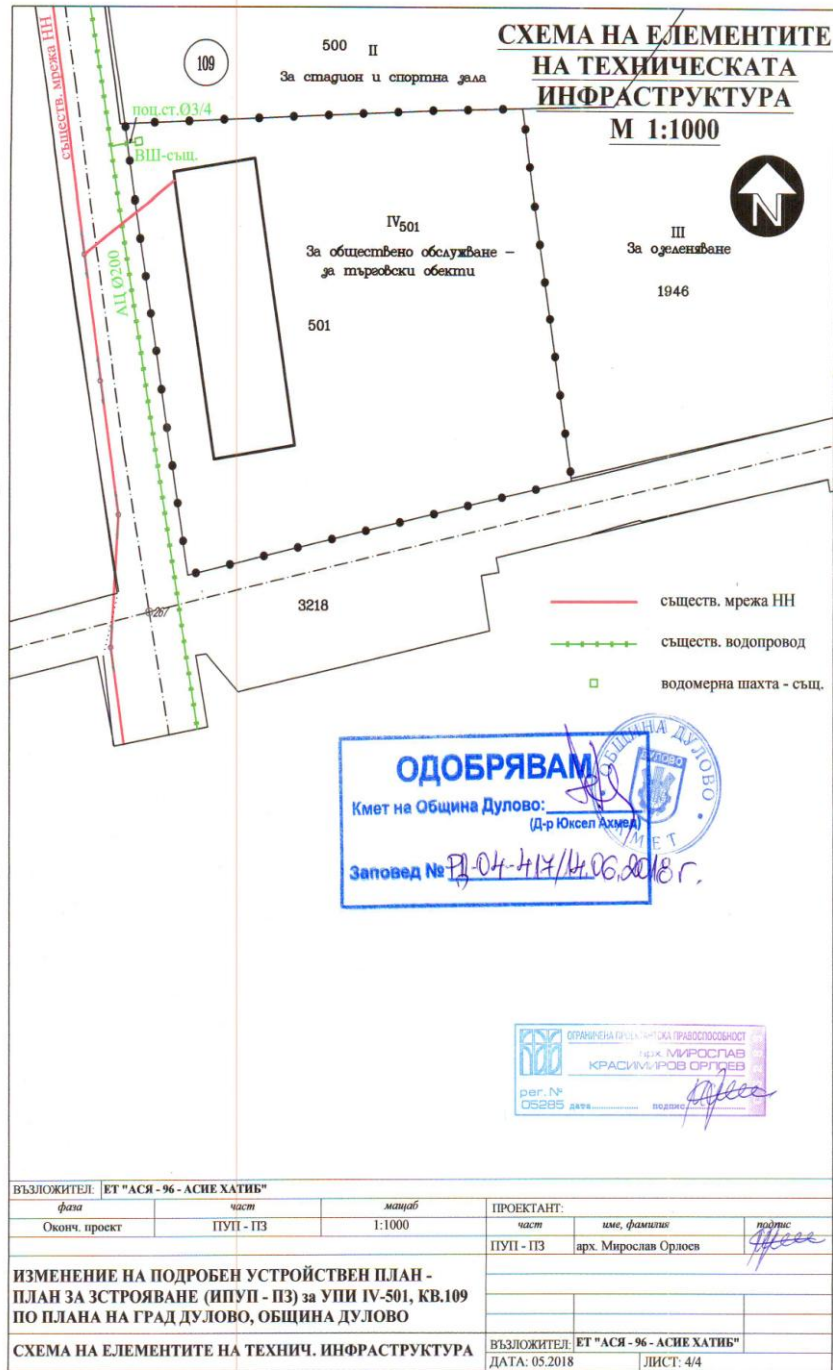 СХЕМА НА ЕЛЕМЕНТИТЕ
НА ТЕХНИЧЕСКАТА
ИНФРАСТРУКТУРА
М 1:1000
съществ. мрежа НН
109
500 II
За стадион и спортна зала
поц.ст.Ø3/4
ВШ-същ.
АЦ Ø200
N
IV501
За обществено обслужване –
за търговски обекти
501
III
За озеленяване
1946
267
3218
съществ. мрежа НН
съществ. водопровод
водомерна шахта - същ.
ОДОБРЯВАМ
Кмет на Община Дулово:
(Д-р Юксел Ахмед)
Заповед № РД-04-417/14.06.2018 г.
ОБЩИНА ДУЛОВО
ДУЛОВО
КМЕТ
ОГРАНИЧЕНА ПРОЕКТАНТСКА ПРАВОСПОСОБНОСТ
арх. МИРОСЛАВ
КРАСИМИРОВ ОРЛОЕВ
рег. №
05285 дата подпис
ВЪЗЛОЖИТЕЛ: ЕТ "АСЯ - 96 - АСИЕ ХАТИБ"
фаза част мащаб ПРОЕКТАНТ:
Оконч. проект ПУП - ПЗ 1:1000 част име, фамилия подпис
ПУП - ПЗ арх. Мирослав Орлоев
ИЗМЕНЕНИЕ НА ПОДРОБЕН УСТРОЙСТВЕН ПЛАН -
ПЛАН ЗА ЗСТРОЯВАНЕ (ИПУП - ПЗ) за УПИ IV-501, КВ.109
ПО ПЛАНА НА ГРАД ДУЛОВО, ОБЩИНА ДУЛОВО
СХЕМА НА ЕЛЕМЕНТИТЕ НА ТЕХНИЧ. ИНФРАСТРУКТУРА
ВЪЗЛОЖИТЕЛ: ЕТ "АСЯ - 96 - АСИЕ ХАТИБ"
ДАТА: 05.2018 ЛИСТ: 4/4